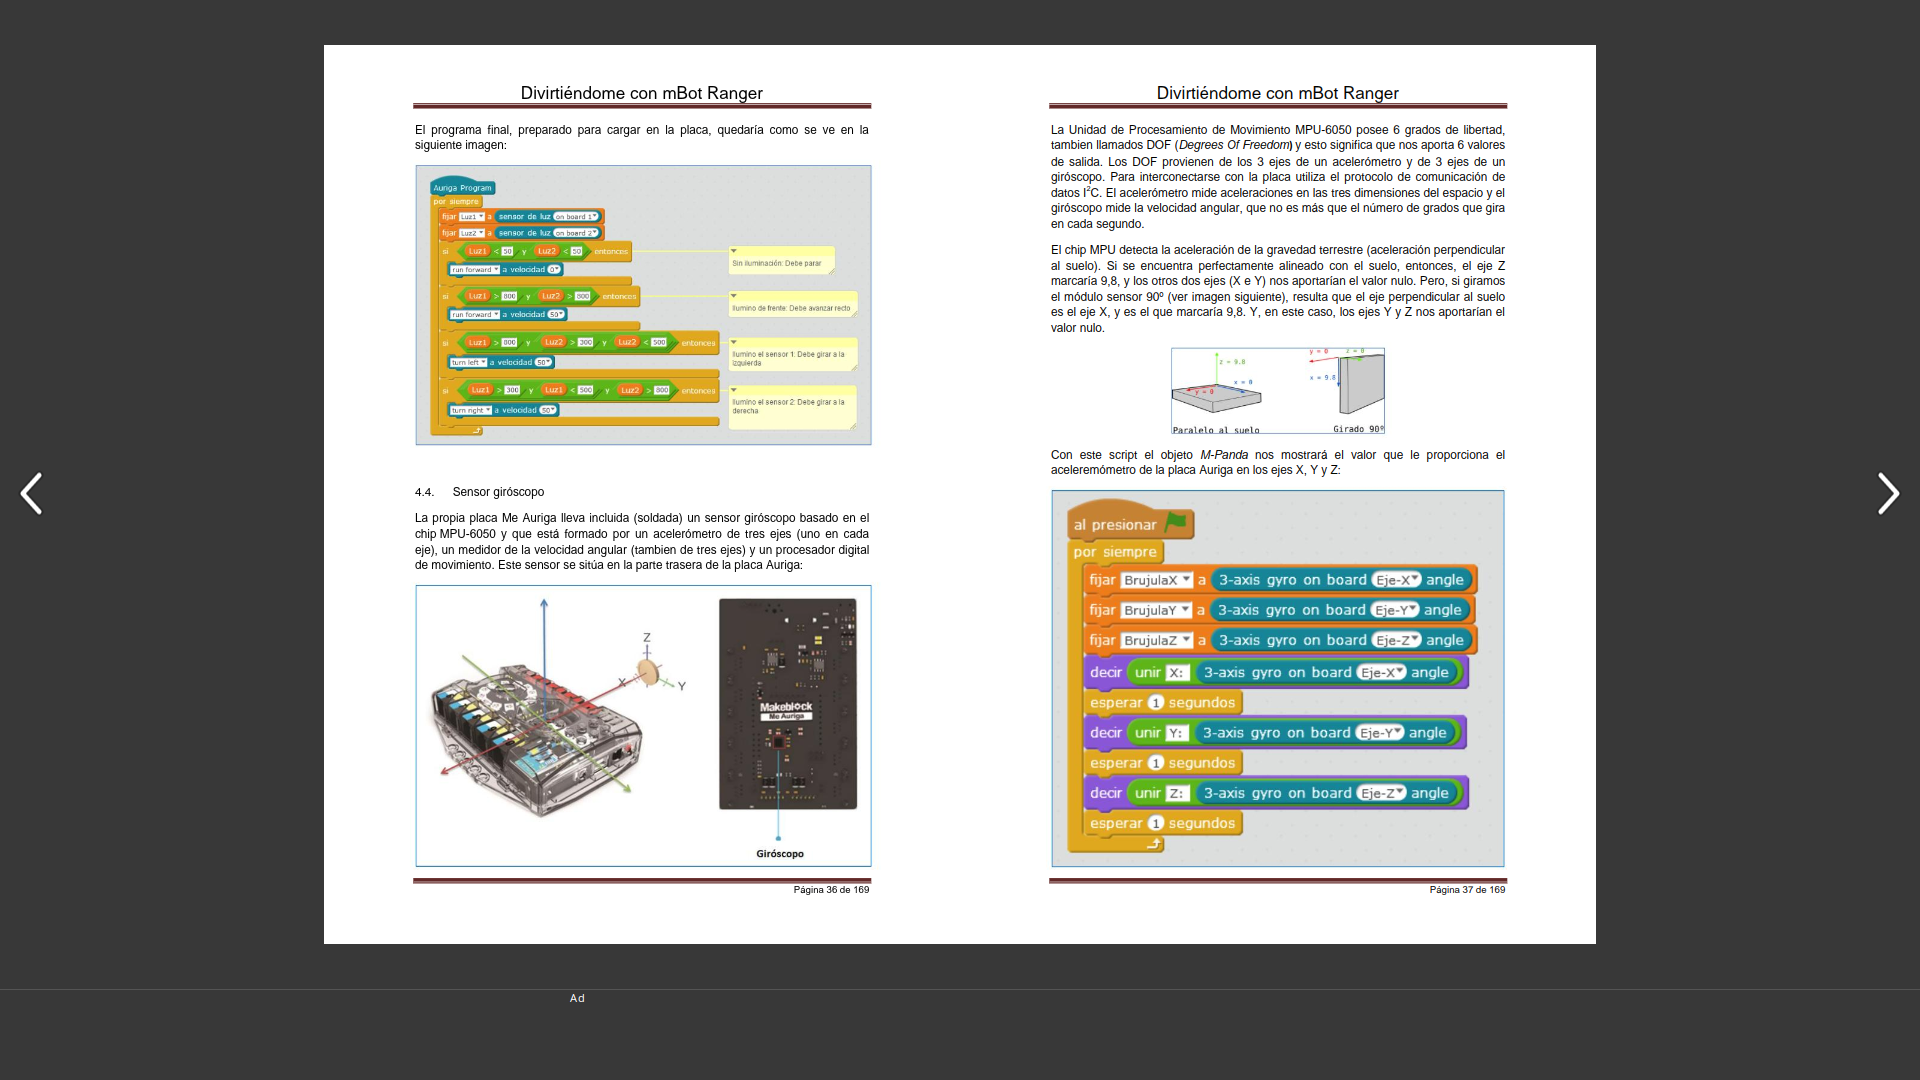 Divirtiéndome con mBot Ranger
El programa final, preparado para cargar en la placa, quedaría como se ve en la
siguiente imagen:
Auriga Program
por siempre
fijar Luz1 a sensor de luz on board 1
fijar Luz2 a sensor de luz on board 2
si Luz1 < 50 y Luz2 < 50 entonces
Sin iluminación: Debe parar
run forward a velocidad 0
si Luz1 > 800 y Luz2 > 800 entonces
Ilumino de frente: Debe avanzar recto
run forward a velocidad 50
si Luz1 > 800 y Luz2 > 300 y Luz2 < 500 entonces
Ilumino el sensor 1: Debe girar a la
izquierda
turn left a velocidad 50
si Luz1 > 300 y Luz1 < 500 y Luz2 > 800 entonces
Ilumino el sensor 2: Debe girar a la
derecha
turn right a velocidad 50
4.4. Sensor giróscopo
La propia placa Me Auriga lleva incluida (soldada) un sensor giróscopo basado en el
chip MPU-6050 y que está formado por un acelerómetro de tres ejes (uno en cada
eje), un medidor de la velocidad angular (tambien de tres ejes) y un procesador digital
de movimiento. Este sensor se sitúa en la parte trasera de la placa Auriga:
Z
X
Y
Makeblock
Me Auriga
Giróscopo
Página 36 de 169
Divirtiéndome con mBot Ranger
La Unidad de Procesamiento de Movimiento MPU-6050 posee 6 grados de libertad,
tambien llamados DOF (Degrees Of Freedom) y esto significa que nos aporta 6 valores
de salida. Los DOF provienen de los 3 ejes de un acelerómetro y de 3 ejes de un
giróscopo. Para interconectarse con la placa utiliza el protocolo de comunicación de
datos I²C. El acelerómetro mide aceleraciones en las tres dimensiones del espacio y el
giróscopo mide la velocidad angular, que no es más que el número de grados que gira
en cada segundo.
El chip MPU detecta la aceleración de la gravedad terrestre (aceleración perpendicular
al suelo). Si se encuentra perfectamente alineado con el suelo, entonces, el eje Z
marcaría 9,8, y los otros dos ejes (X e Y) nos aportarían el valor nulo. Pero, si giramos
el módulo sensor 90º (ver imagen siguiente), resulta que el eje perpendicular al suelo
es el eje X, y es el que marcaría 9,8. Y, en este caso, los ejes Y y Z nos aportarían el
valor nulo.
z = 9.8
x = 0
y = 0
Paralelo al suelo
y = 0
z = 0
x = 9.8
Girado 90º
Con este script el objeto M-Panda nos mostrará el valor que le proporciona el
aceleremómetro de la placa Auriga en los ejes X, Y y Z:
al presionar
por siempre
fijar BrujulaX a 3-axis gyro on board Eje-X angle
fijar BrujulaY a 3-axis gyro on board Eje-Y angle
fijar BrujulaZ a 3-axis gyro on board Eje-Z angle
decir unir X: 3-axis gyro on board Eje-X angle
esperar 1 segundos
decir unir Y: 3-axis gyro on board Eje-Y angle
esperar 1 segundos
decir unir Z: 3-axis gyro on board Eje-Z angle
esperar 1 segundos
Página 37 de 169
Ad